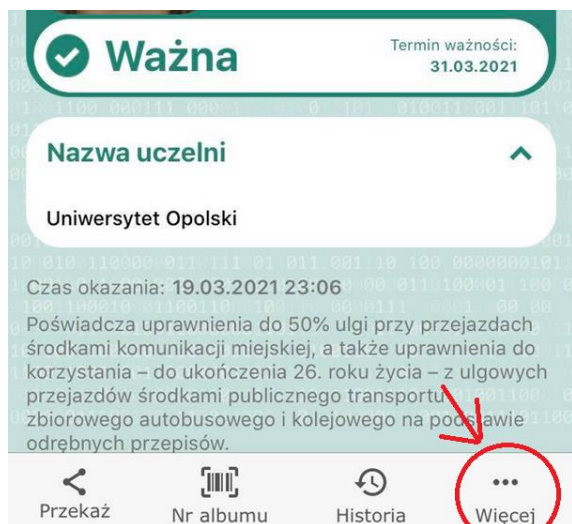 Ważna
Termin ważności:
31.03.2021
Nazwa uczelni
Uniwersytet Opolski
Czas okazania: 19.03.2021 23:06
Poświadcza uprawnienia do 50% ulgi przy przejazdach
środkami komunikacji miejskiej, a także uprawnienia do
korzystania – do ukończenia 26. roku życia – z ulgowych
przejazdów środkami publicznego transportu
zbiorowego autobusowego i kolejowego na podstawie
odrębnych przepisów.
Przekaż
Nr albumu
Historia
Więcej